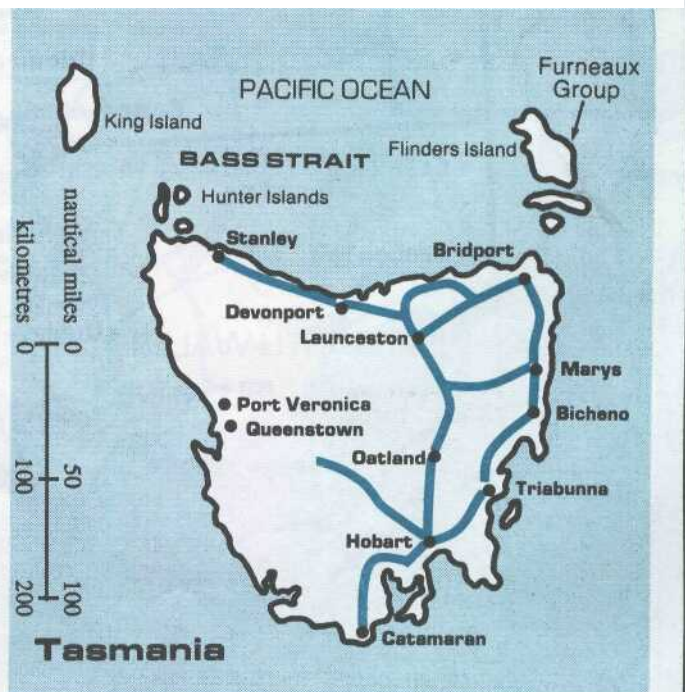 Furneaux
Group
PACIFIC OCEAN
King Island
Flinders Island
BASS STRAIT
Hunter Islands
Stanley
Bridport
nautical miles
kilometres
Devonport
Launceston
0
0
Marys
Port Veronica
Bicheno
Queenstown
Oatland
100
50
Triabunna
Hobart
200
100
Catamaran
Tasmania